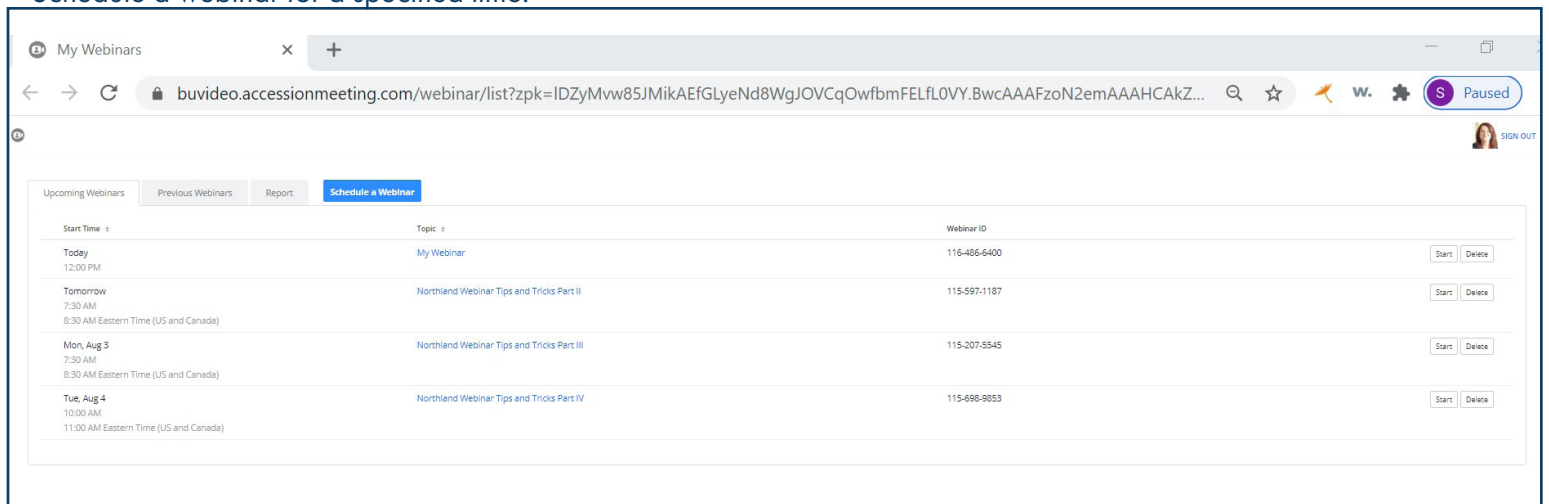 Schedule a webinar for a specified time.
My Webinars
buvideo.accessionmeeting.com/webinar/list?zpk=lDZyMvw85JMikAEfGLyeNd8WgJOVCqOwfbmFELfL0VY.BwcAAAFzoN2emAAAHCAkZ...
W.
S Paused
SIGN OUT
Upcoming Webinars Previous Webinars Report Schedule a Webinar
Start Time Topic Webinar ID
Today My Webinar 116-486-6400 Start Delete
12:00 PM
Tomorrow Northland Webinar Tips and Tricks Part II 115-597-1187 Start Delete
7:30 AM
8:30 AM Eastern Time (US and Canada)
Mon, Aug 3 Northland Webinar Tips and Tricks Part III 115-207-5545 Start Delete
7:30 AM
8:30 AM Eastern Time (US and Canada)
Tue, Aug 4 Northland Webinar Tips and Tricks Part IV 115-698-9853 Start Delete
10:00 AM
11:00 AM Eastern Time (US and Canada)